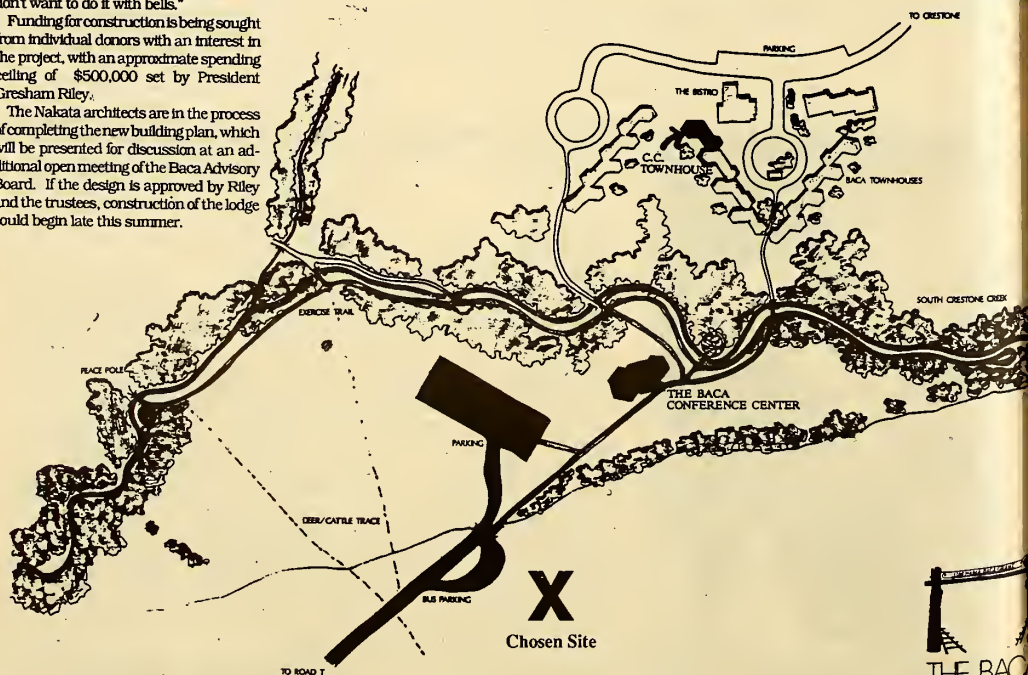 don't want to do it with bells."
Funding for construction is being sought
from individual donors with an interest in
the project, with an approximate spending
ceiling of $500,000 set by President
Gresham Riley.
The Nakata architects are in the process
of completing the new building plan, which
will be presented for discussion at an ad-
ditional open meeting of the Baca Advisory
Board. If the design is approved by Riley
and the trustees, construction of the lodge
could begin late this summer.
TO CRESTONE
PARKING
THE BISTRO
C.C.
TOWNHOUSE
BACA TOWNHOUSES
SOUTH CRESTONE CREEK
EXERCISE TRAIL
PEACE POLE
THE BACA
CONFERENCE CENTER
PARKING
DEER/CATTLE TRACE
BUS PARKING
X
Chosen Site
TO ROAD T
THE BAC